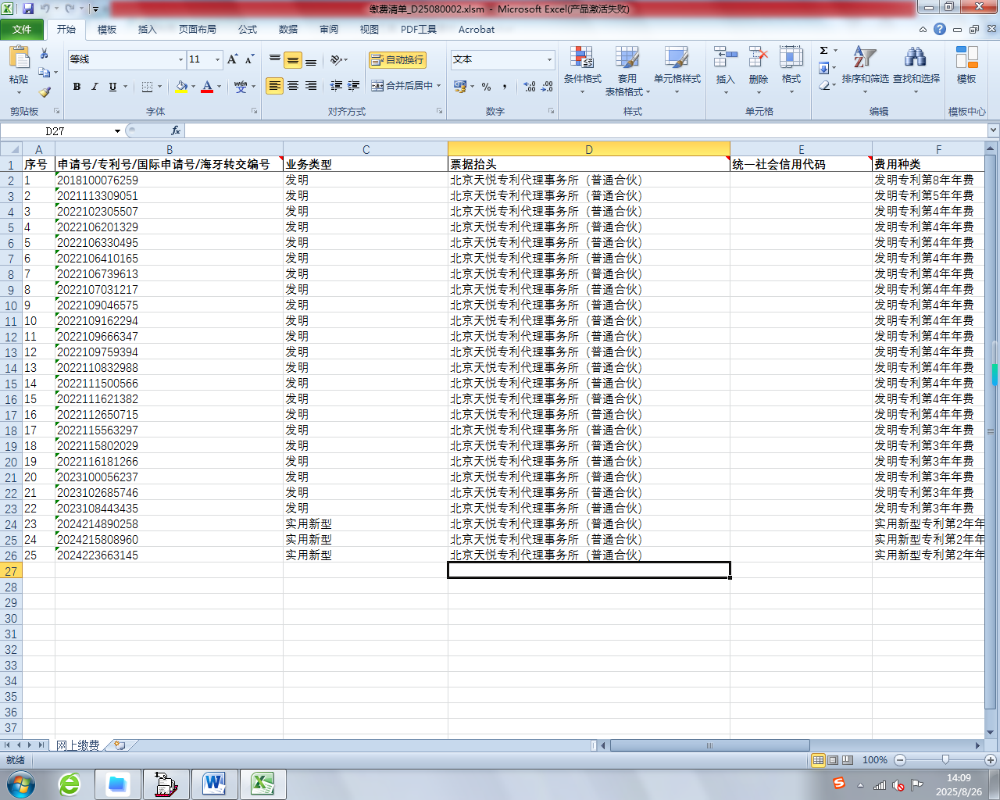 缴费清单_D25080002.xlsm - Microsoft Excel(产品激活失败)
文件 开始 模板 插入 页面布局 公式 数据 审阅 视图 PDF工具 Acrobat
粘贴 等线 11 自动换行 文本 条件格式 套用 表格格式 单元格样式 插入 删除 格式 排序和筛选 查找和选择 模板
B I U wén 文 合并后居中 % ,
剪贴板 字体 对齐方式 数字 样式 单元格 编辑 模板中心
D27 fx
A B C D E F
1 序号 申请号/专利号/国际申请号/海牙转交编号 业务类型 票据抬头 统一社会信用代码 费用种类
2 1 2018100076259 发明 北京天悦专利代理事务所（普通合伙） 发明专利第8年年费
3 2 2021113309051 发明 北京天悦专利代理事务所（普通合伙） 发明专利第5年年费
4 3 2022102305507 发明 北京天悦专利代理事务所（普通合伙） 发明专利第4年年费
5 4 2022106201329 发明 北京天悦专利代理事务所（普通合伙） 发明专利第4年年费
6 5 2022106330495 发明 北京天悦专利代理事务所（普通合伙） 发明专利第4年年费
7 6 2022106410165 发明 北京天悦专利代理事务所（普通合伙） 发明专利第4年年费
8 7 2022106739613 发明 北京天悦专利代理事务所（普通合伙） 发明专利第4年年费
9 8 2022107031217 发明 北京天悦专利代理事务所（普通合伙） 发明专利第4年年费
10 9 2022109046575 发明 北京天悦专利代理事务所（普通合伙） 发明专利第4年年费
11 10 2022109162294 发明 北京天悦专利代理事务所（普通合伙） 发明专利第4年年费
12 11 2022109666347 发明 北京天悦专利代理事务所（普通合伙） 发明专利第4年年费
13 12 2022109759394 发明 北京天悦专利代理事务所（普通合伙） 发明专利第4年年费
14 13 2022110832988 发明 北京天悦专利代理事务所（普通合伙） 发明专利第4年年费
15 14 2022111500566 发明 北京天悦专利代理事务所（普通合伙） 发明专利第4年年费
16 15 2022111621382 发明 北京天悦专利代理事务所（普通合伙） 发明专利第4年年费
17 16 2022112650715 发明 北京天悦专利代理事务所（普通合伙） 发明专利第4年年费
18 17 2022115563297 发明 北京天悦专利代理事务所（普通合伙） 发明专利第3年年费
19 18 2022115802029 发明 北京天悦专利代理事务所（普通合伙） 发明专利第3年年费
20 19 2022116181266 发明 北京天悦专利代理事务所（普通合伙） 发明专利第3年年费
21 20 2023100056237 发明 北京天悦专利代理事务所（普通合伙） 发明专利第3年年费
22 21 2023102685746 发明 北京天悦专利代理事务所（普通合伙） 发明专利第3年年费
23 22 2023108443435 发明 北京天悦专利代理事务所（普通合伙） 发明专利第3年年费
24 23 2024214890258 实用新型 北京天悦专利代理事务所（普通合伙） 实用新型专利第2年年
25 24 2024215808960 实用新型 北京天悦专利代理事务所（普通合伙） 实用新型专利第2年年
26 25 2024223663145 实用新型 北京天悦专利代理事务所（普通合伙） 实用新型专利第2年年
27
28
29
30
31
32
33
34
35
36
37
网上缴费
就绪 100%
14:09
2025/8/26